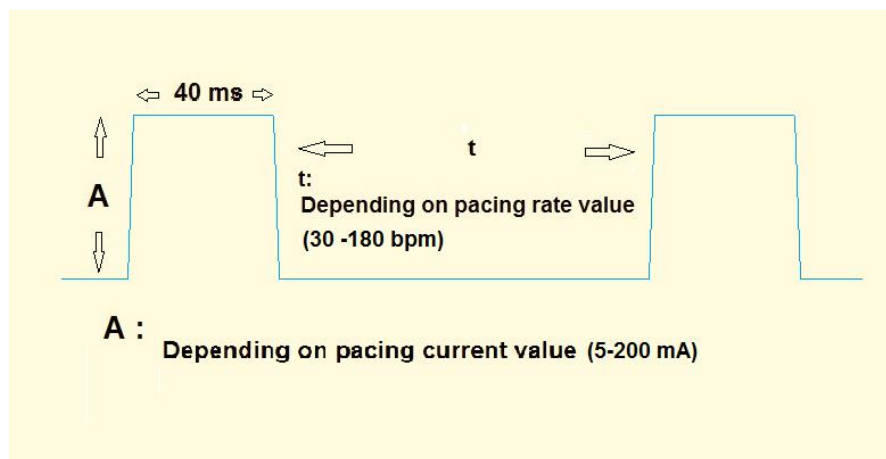 40 ms
t
A
t:
Depending on pacing rate value
(30 -180 bpm)
A :
Depending on pacing current value (5-200 mA)